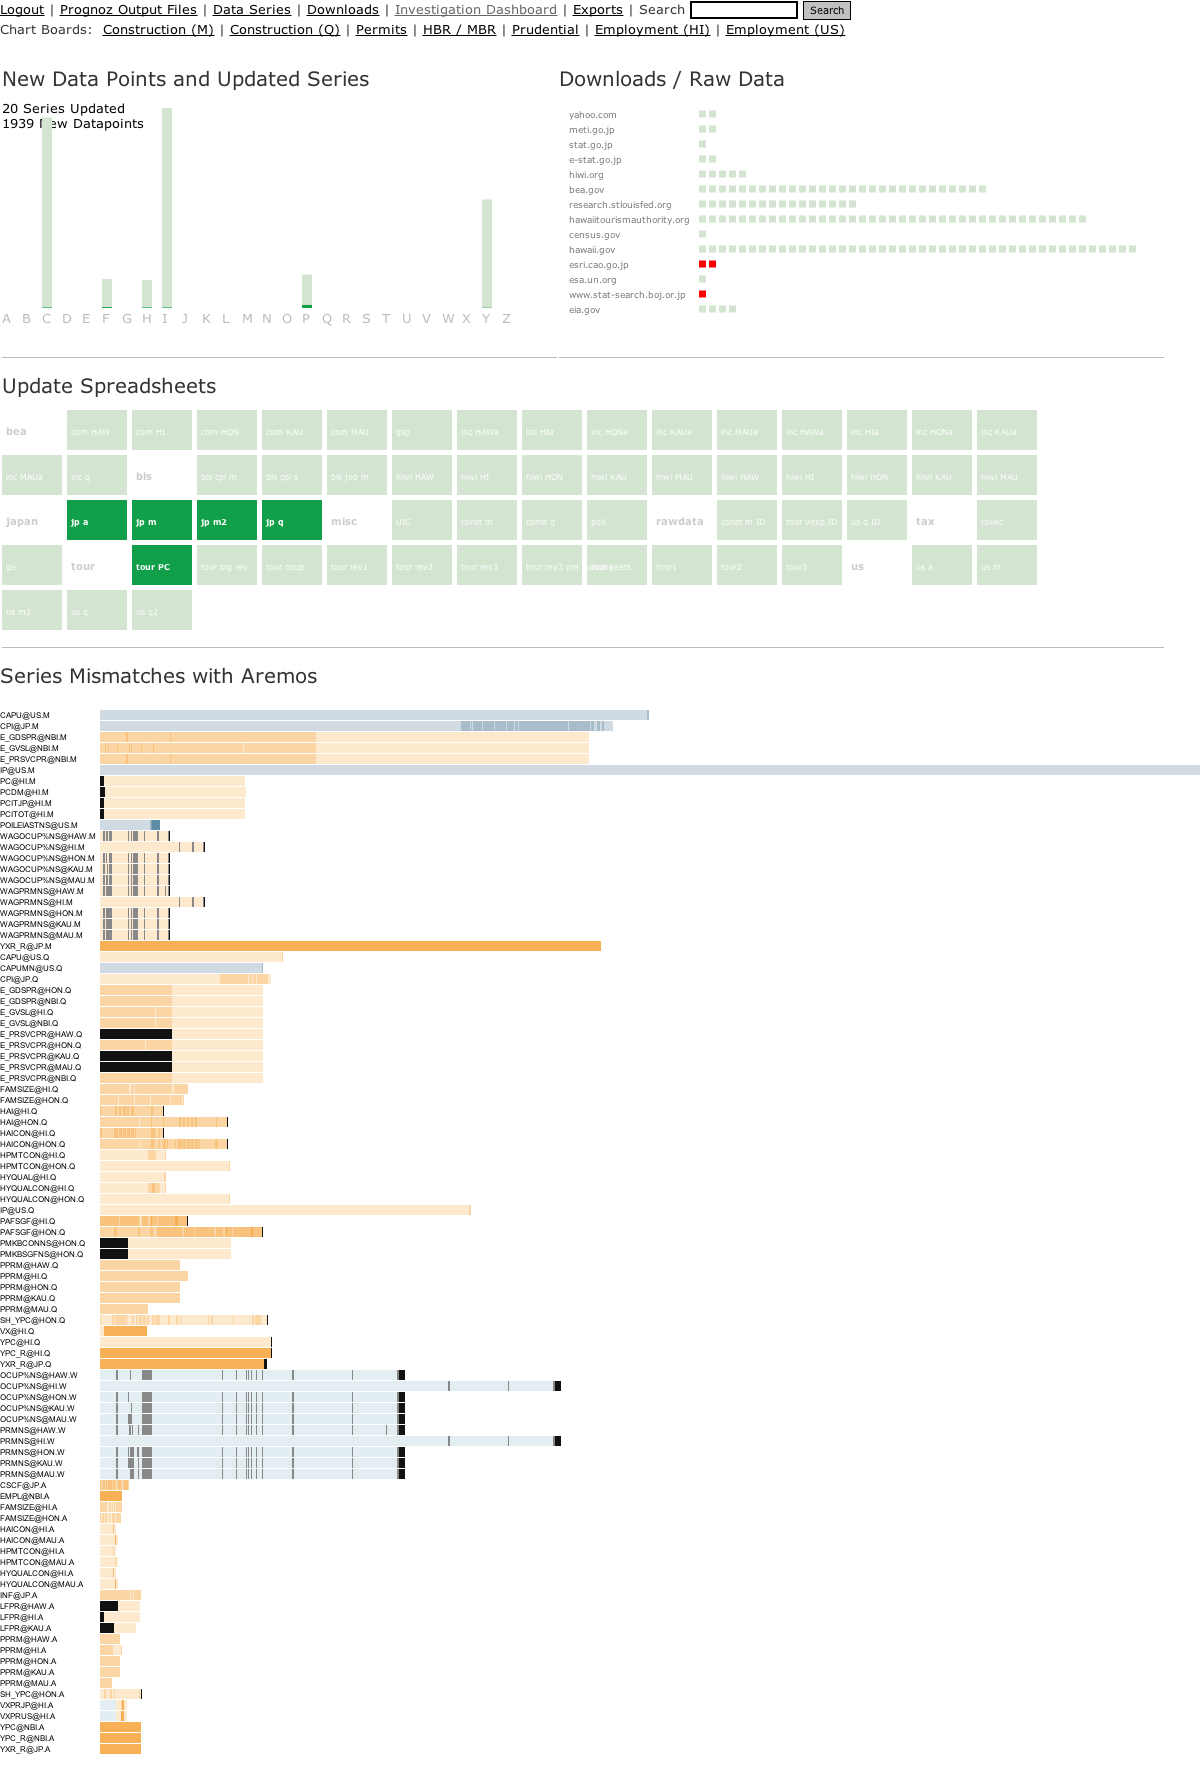 Logout | Prognoz Output Files | Data Series | Downloads | Investigation Dashboard | Exports | Search Search
Chart Boards: Construction (M) | Construction (Q) | Permits | HBR / MBR | Prudential | Employment (HI) | Employment (US)
New Data Points and Updated Series
20 Series Updated
1939 New Datapoints
A B C D E F G H I J K L M N O P Q R S T U V W X Y Z
Downloads / Raw Data
yahoo.com
meti.go.jp
stat.go.jp
e-stat.go.jp
hiwi.org
bea.gov
research.stlouisfed.org
hawaiitourismauthority.org
census.gov
hawaii.gov
esri.cao.go.jp
esa.un.org
www.stat-search.boj.or.jp
eia.gov
Update Spreadsheets
bea com HAW com HI com HON com KAU com MAU gsp inc HAWa inc HIa inc HONa inc KAUa inc MAUa inc HAWa inc HIa inc HONa inc KAUa
inc MAUa inc q bls bls cpi m bls cpi s bls job m hiwi HAW hiwi HI hiwi HON hiwi KAU hiwi MAU hiwi HAW hiwi HI hiwi HON hiwi KAU hiwi MAU
japan jp a jp m jp m2 jp q misc UIC const m const q poil rawdata const m ID tour vexp ID us q ID tax collec
ge tour tour PC tour big rev tour ocup tour rev1 tour rev2 tour rev3 tour rev3 pre tour1 tour2 tour3 us us a us m
us m2 us q us q2
Series Mismatches with Aremos
CAPU@US.M
CPI@JP.M
E_GDSPR@NBI.M
E_GVSL@NBI.M
E_PRSVCPR@NBI.M
IP@US.M
PC@HI.M
PCDM@HI.M
PCITJP@HI.M
PCITOT@HI.M
POILEIASTNS@US.M
WAGOCUP%NS@HAW.M
WAGOCUP%NS@HI.M
WAGOCUP%NS@HON.M
WAGOCUP%NS@KAU.M
WAGOCUP%NS@MAU.M
WAGPRMNS@HAW.M
WAGPRMNS@HI.M
WAGPRMNS@HON.M
WAGPRMNS@KAU.M
WAGPRMNS@MAU.M
YXR_R@JP.M
CAPU@US.Q
CAPUMN@US.Q
CPI@JP.Q
E_GDSPR@HON.Q
E_GDSPR@NBI.Q
E_GVSL@HI.Q
E_GVSL@NBI.Q
E_PRSVCPR@HAW.Q
E_PRSVCPR@HON.Q
E_PRSVCPR@KAU.Q
E_PRSVCPR@MAU.Q
E_PRSVCPR@NBI.Q
FAMSIZE@HI.Q
FAMSIZE@HON.Q
HAI@HI.Q
HAI@HON.Q
HAICON@HI.Q
HAICON@HON.Q
HPMTCON@HI.Q
HPMTCON@HON.Q
HYQUAL@HI.Q
HYQUALCON@HI.Q
HYQUALCON@HON.Q
IP@US.Q
PAFSGF@HI.Q
PAFSGF@HON.Q
PMKBCONNS@HON.Q
PMKBSGFNS@HON.Q
PPRM@HAW.Q
PPRM@HI.Q
PPRM@HON.Q
PPRM@KAU.Q
PPRM@MAU.Q
SH_YPC@HON.Q
VX@HI.Q
YPC@HI.Q
YPC_R@HI.Q
YXR_R@JP.Q
OCUP%NS@HAW.W
OCUP%NS@HI.W
OCUP%NS@HON.W
OCUP%NS@KAU.W
OCUP%NS@MAU.W
PRMNS@HAW.W
PRMNS@HI.W
PRMNS@HON.W
PRMNS@KAU.W
PRMNS@MAU.W
CSCF@JP.A
EMPL@NBI.A
FAMSIZE@HI.A
FAMSIZE@HON.A
HAICON@HI.A
HAICON@MAU.A
HPMTCON@HI.A
HPMTCON@MAU.A
HYQUALCON@HI.A
HYQUALCON@MAU.A
INF@JP.A
LFPR@HAW.A
LFPR@HI.A
LFPR@KAU.A
PPRM@HAW.A
PPRM@HI.A
PPRM@HON.A
PPRM@KAU.A
PPRM@MAU.A
SH_YPC@HON.A
VXPRJP@HI.A
VXPRUS@HI.A
YPC@NBI.A
YPC_R@NBI.A
YXR_R@JP.A